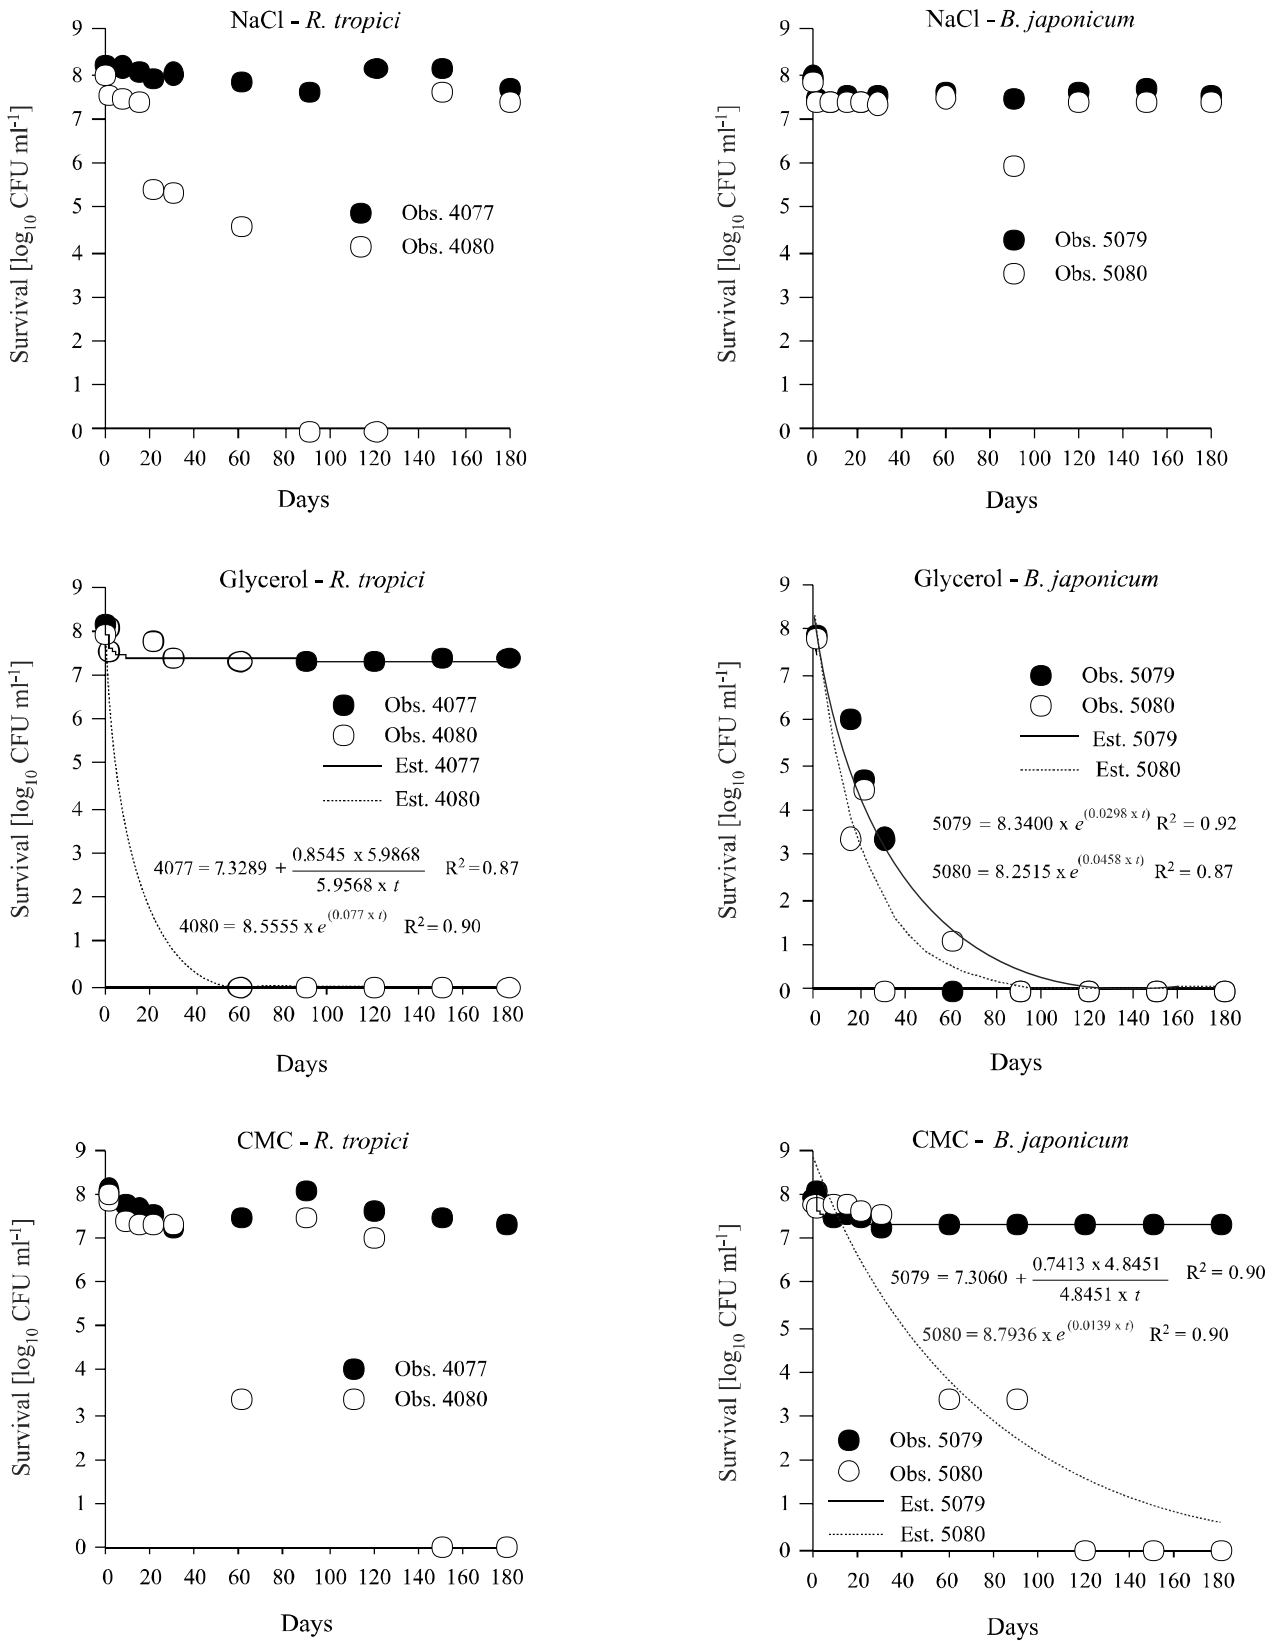 NaCl - R. tropici
9
8
7
6
5
4
3
2
1
0
Survival [log10 CFU ml-1]
Obs. 4077
Obs. 4080
0 20 40 60 80 100 120 140 160 180
Days
NaCl - B. japonicum
9
8
7
6
5
4
3
2
1
0
Survival [log10 CFU ml-1]
Obs. 5079
Obs. 5080
0 20 40 60 80 100 120 140 160 180
Days
Glycerol - R. tropici
9
8
7
6
5
4
3
2
1
0
Survival [log10 CFU ml-1]
Obs. 4077
Obs. 4080
Est. 4077
Est. 4080
4077 = 7.3289 + 0.8545 x 5.9868 / 5.9568 x t R2=0.87
4080 = 8.5555 x e(0.077 x t) R2=0.90
0 20 40 60 80 100 120 140 160 180
Days
Glycerol - B. japonicum
9
8
7
6
5
4
3
2
1
0
Survival [log10 CFU ml-1]
Obs. 5079
Obs. 5080
Est. 5079
Est. 5080
5079 = 8.3400 x e(0.0298 x t) R2 = 0.92
5080 = 8.2515 x e(0.0458 x t) R2 = 0.87
0 20 40 60 80 100 120 140 160 180
Days
CMC - R. tropici
9
8
7
6
5
4
3
2
1
0
Survival [log10 CFU ml-1]
Obs. 4077
Obs. 4080
0 20 40 60 80 100 120 140 160 180
Days
CMC - B. japonicum
9
8
7
6
5
4
3
2
1
0
Survival [log10 CFU ml-1]
5079 = 7.3060 + 0.7413 x 4.8451 / 4.8451 x t R2 = 0.90
5080 = 8.7936 x e(0.0139 x t) R2 = 0.90
Obs. 5079
Obs. 5080
Est. 5079
Est. 5080
0 20 40 60 80 100 120 140 160 180
Days